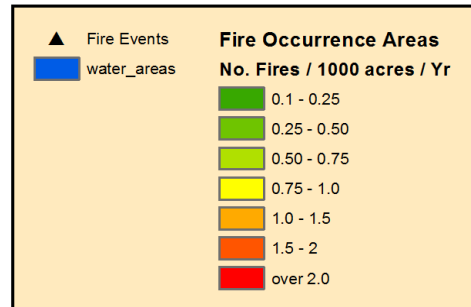 Fire Events
water_areas
Fire Occurrence Areas
No. Fires / 1000 acres / Yr
0.1 - 0.25
0.25 - 0.50
0.50 - 0.75
0.75 - 1.0
1.0 - 1.5
1.5 - 2
over 2.0